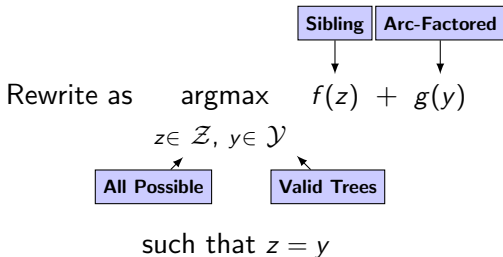 Sibling Arc-Factored
Rewrite as argmax f(z) + g(y)
z∈ 𝒵, y∈ 𝒴
All Possible Valid Trees
such that z = y